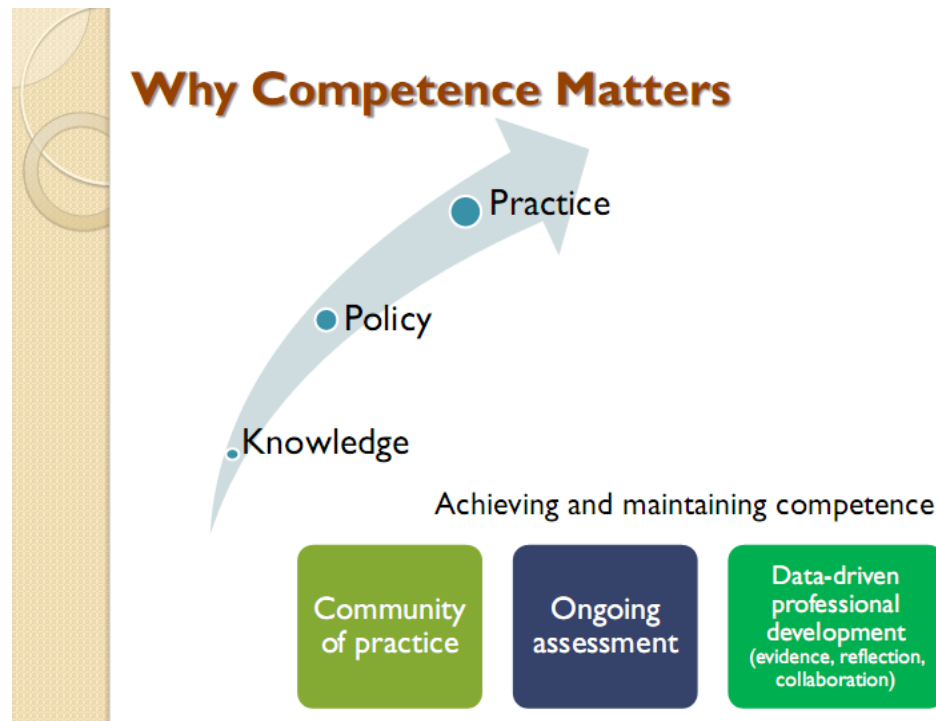 Why Competence Matters
Practice
Policy
Knowledge
Achieving and maintaining competence
Community
of practice
Ongoing
assessment
Data-driven
professional
development
(evidence, reflection,
collaboration)